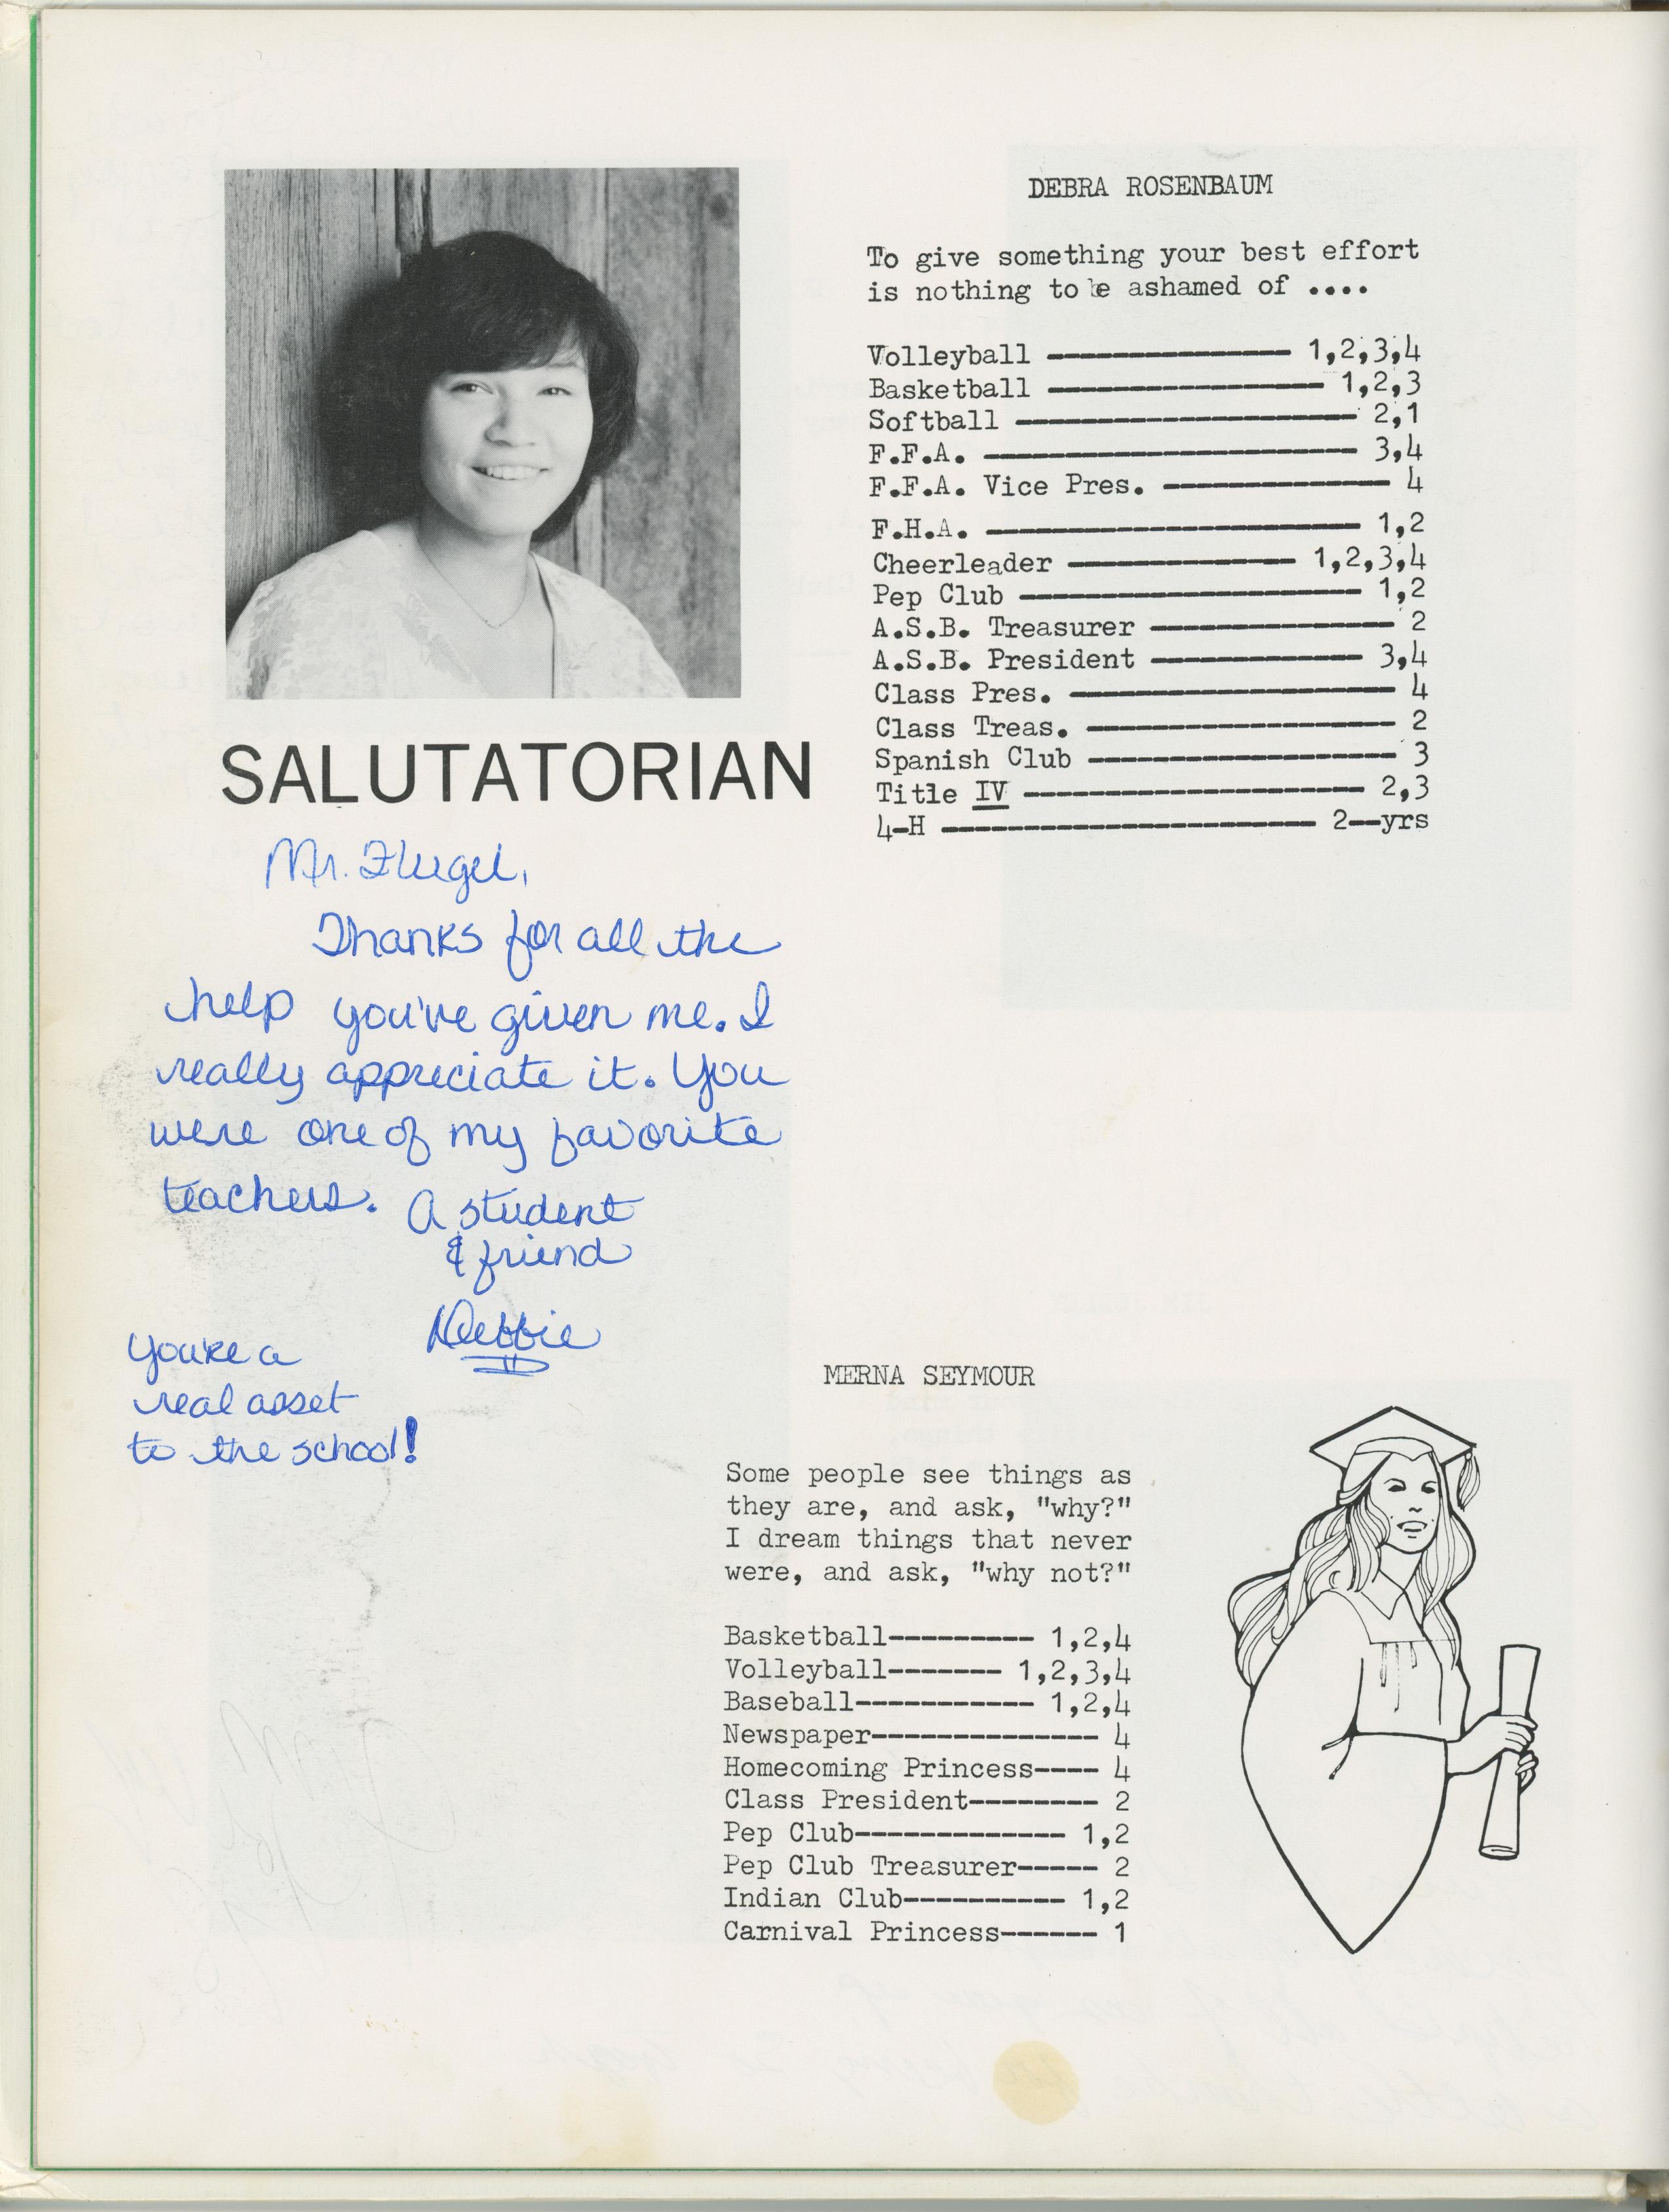 DEBRA ROSENBAUM
To give something your best effort
is nothing to be ashamed of ....
Volleyball ——————— 1,2,3,4
Basketball ——————— 1,2,3
Softball ——————— 2,1
F.F.A. ——————— 3,4
F.F.A. Vice Pres. ——————— 4
F.H.A. ——————— 1,2
Cheerleader ——————— 1,2,3,4
Pep Club ——————— 1,2
A.S.B. Treasurer ——————— 2
A.S.B. President ——————— 3,4
Class Pres. ——————— 4
Class Treas. ——————— 2
Spanish Club ——————— 3
Title IV ——————— 2,3
4-H ——————— 2--yrs
SALUTATORIAN
Mr. Flugel,
Thanks for all the
help you've given me. I
really appreciate it. You
were one of my favorite
teachers.
A student
& friend
Debbie
You're a
real asset
to the school!
MERNA SEYMOUR
Some people see things as
they are, and ask, "why?"
I dream things that never
were, and ask, "why not?"
Basketball--------- 1,2,4
Volleyball------- 1,2,3,4
Baseball----------- 1,2,4
Newspaper-------------- 4
Homecoming Princess---- 4
Class President-------- 2
Pep Club------------- 1,2
Pep Club Treasurer----- 2
Indian Club---------- 1,2
Carnival Princess------ 1